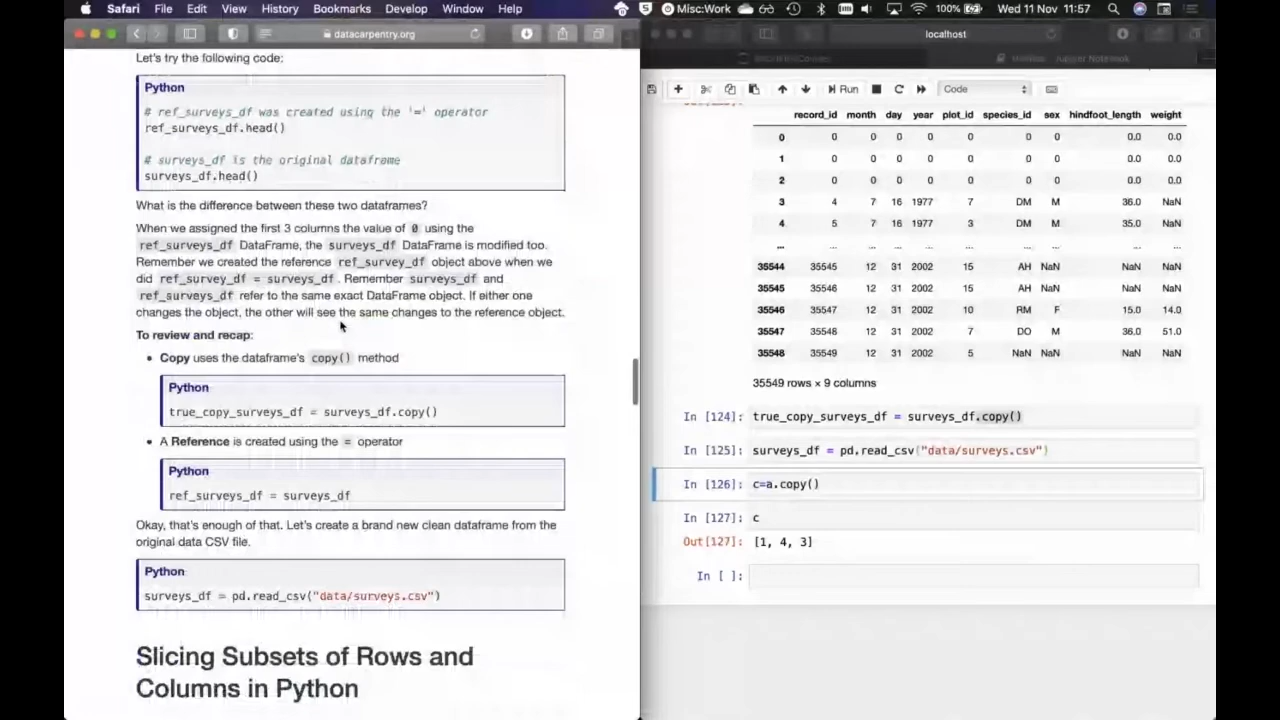 Safari File Edit View History Bookmarks Develop Window Help
Misc:Work
100%
Wed 11 Nov 11:57
datacarpentry.org
Let's try the following code:
Python
# ref_surveys_df was created using the '=' operator
ref_surveys_df.head()
# surveys_df is the original dataframe
surveys_df.head()
What is the difference between these two dataframes?
When we assigned the first 3 columns the value of 0 using the
ref_surveys_df DataFrame, the surveys_df DataFrame is modified too.
Remember we created the reference ref_survey_df object above when we
did ref_survey_df = surveys_df. Remember surveys_df and
ref_surveys_df refer to the same exact DataFrame object. If either one
changes the object, the other will see the same changes to the reference object.
To review and recap:
• Copy uses the dataframe's copy() method
Python
true_copy_surveys_df = surveys_df.copy()
• A Reference is created using the = operator
Python
ref_surveys_df = surveys_df
Okay, that's enough of that. Let's create a brand new clean dataframe from the
original data CSV file.
Python
surveys_df = pd.read_csv("data/surveys.csv")
Slicing Subsets of Rows and
Columns in Python
localhost
Jupyter Notebook
Run
Code
record_id month day year plot_id species_id sex hindfoot_length weight
0 0 0 0 0 0 0 0 0.0 0.0
1 0 0 0 0 0 0 0 0.0 0.0
2 0 0 0 0 0 0 0 0.0 0.0
3 4 7 16 1977 7 DM M 36.0 NaN
4 5 7 16 1977 3 DM M 35.0 NaN
... ... ... ... ... ... ... ... ... ...
35544 35545 12 31 2002 15 AH NaN NaN NaN
35545 35546 12 31 2002 15 AH NaN NaN NaN
35546 35547 12 31 2002 10 RM F 15.0 14.0
35547 35548 12 31 2002 7 DO M 36.0 51.0
35548 35549 12 31 2002 5 NaN NaN NaN NaN
35549 rows × 9 columns
In [124]: true_copy_surveys_df = surveys_df.copy()
In [125]: surveys_df = pd.read_csv("data/surveys.csv")
In [126]: c=a.copy()
In [127]: c
Out[127]: [1, 4, 3]
In [ ]: